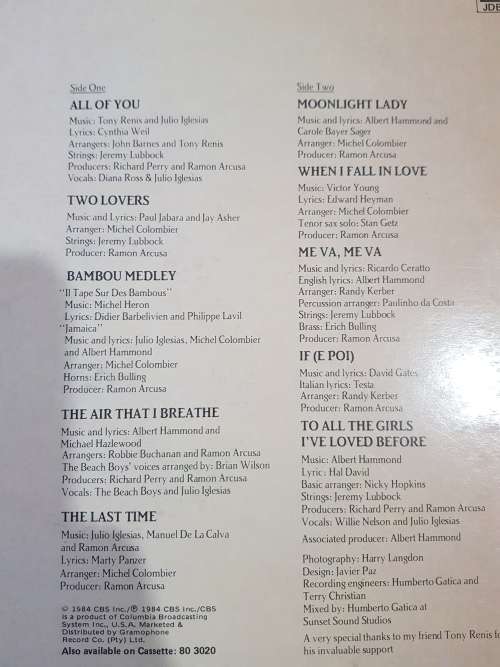 JDB
Side One
ALL OF YOU
Music: Tony Renis and Julio Iglesias
Lyrics: Cynthia Weil
Arrangers: John Barnes and Tony Renis
Strings: Jeremy Lubbock
Producers: Richard Perry and Ramon Arcusa
Vocals: Diana Ross & Julio Iglesias
TWO LOVERS
Music and Lyrics: Paul Jabara and Jay Asher
Arranger: Michel Colombier
Strings: Jeremy Lubbock
Producer: Ramon Arcusa
BAMBOU MEDLEY
"Il Tape Sur Des Bambous"
Music: Michel Heron
Lyrics: Didier Barbelivien and Philippe Lavil
"Jamaica"
Music and lyrics: Julio Iglesias, Michel Colombier
and Albert Hammond
Arranger: Michel Colombier
Horns: Erich Bulling
Producer: Ramon Arcusa
THE AIR THAT I BREATHE
Music and lyrics: Albert Hammond and
Michael Hazlewood
Arrangers: Robbie Buchanan and Ramon Arcusa
The Beach Boys' voices arranged by: Brian Wilson
Producers: Richard Perry and Ramon Arcusa
Vocals: The Beach Boys and Julio Iglesias
THE LAST TIME
Music: Julio Iglesias, Manuel De La Calva
and Ramon Arcusa
Lyrics: Marty Panzer
Arranger: Michel Colombier
Producer: Ramon Arcusa
© 1984 CBS Inc./℗ 1984 CBS Inc./CBS
is a product of Columbia Broadcasting
System Inc., U.S.A. Marketed &
Distributed by Gramophone
Record Co. (Pty) Ltd.
Also available on Cassette: 80 3020
Side Two
MOONLIGHT LADY
Music and lyrics: Albert Hammond and
Carole Bayer Sager
Arranger: Michel Colombier
Producer: Ramon Arcusa
WHEN I FALL IN LOVE
Music: Victor Young
Lyrics: Edward Heyman
Arranger: Michel Colombier
Tenor sax solo: Stan Getz
Producer: Ramon Arcusa
ME VA, ME VA
Music and lyrics: Ricardo Ceratto
English lyrics: Albert Hammond
Arranger: Randy Kerber
Percussion arranger: Paulinho da Costa
Strings: Jeremy Lubbock
Brass: Erich Bulling
Producer: Ramon Arcusa
IF (E POI)
Music and lyrics: David Gates
Italian lyrics: Testa
Arranger: Randy Kerber
Producer: Ramon Arcusa
TO ALL THE GIRLS
I'VE LOVED BEFORE
Music: Albert Hammond
Lyric: Hal David
Basic arranger: Nicky Hopkins
Strings: Jeremy Lubbock
Producers: Richard Perry and Ramon Arcusa
Vocals: Willie Nelson and Julio Iglesias
Associated producer: Albert Hammond
Photography: Harry Langdon
Design: Javier Paz
Recording engineers: Humberto Gatica and
Terry Christian
Mixed by: Humberto Gatica at
Sunset Sound Studios
A very special thanks to my friend Tony Renis fo
his invaluable support